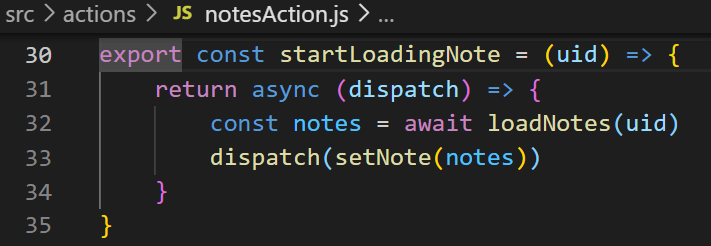 src > actions > JS notesAction.js > ...
30 export const startLoadingNote = (uid) => {
31     return async (dispatch) => {
32         const notes = await loadNotes(uid)
33         dispatch(setNote(notes))
34     }
35 }